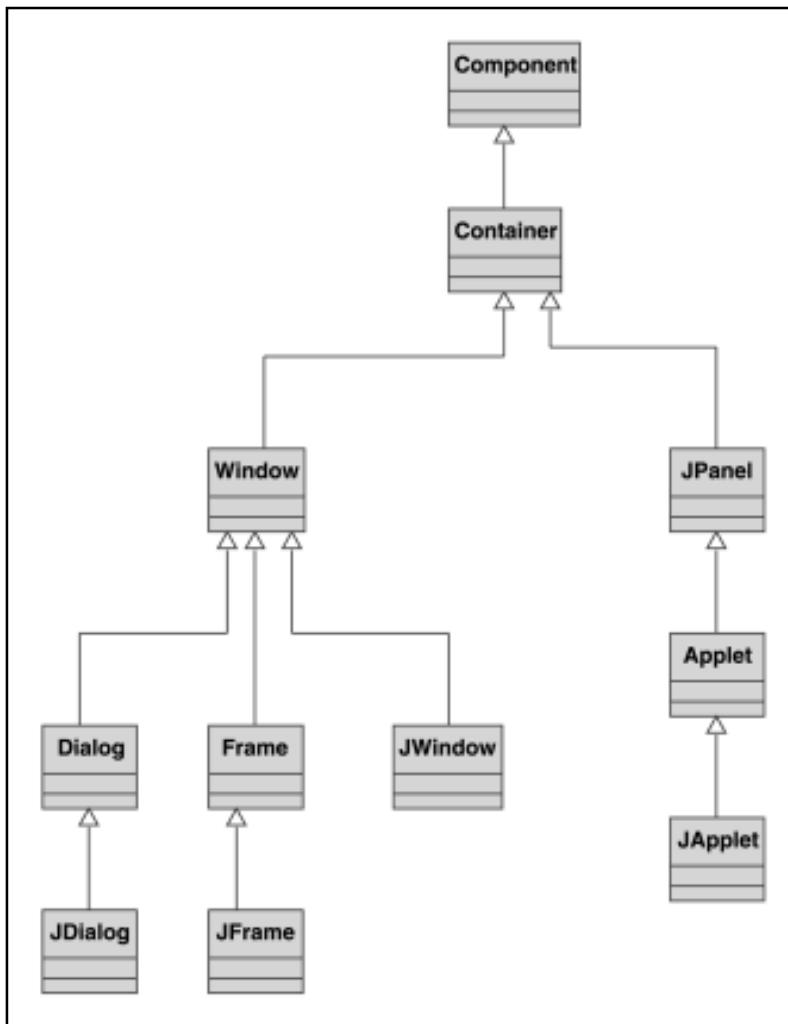 Component
Container
Window
JPanel
Applet
Dialog
Frame
JWindow
JApplet
JDialog
JFrame